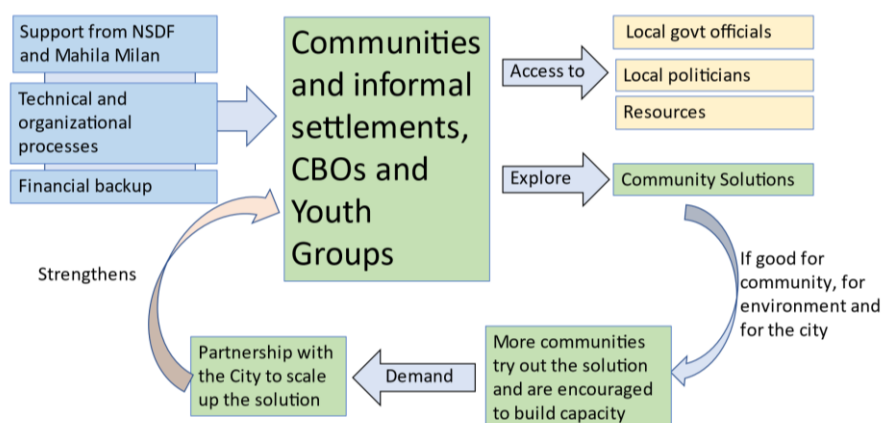 Support from NSDF
and Mahila Milan
Technical and
organizational
processes
Financial backup
Communities
and informal
settlements,
CBOs and
Youth
Groups
Access to
Local govt officials
Local politicians
Resources
Explore
Community Solutions
If good for
community, for
environment and
for the city
More communities
try out the solution
and are encouraged
to build capacity
Demand
Partnership with
the City to scale
up the solution
Strengthens